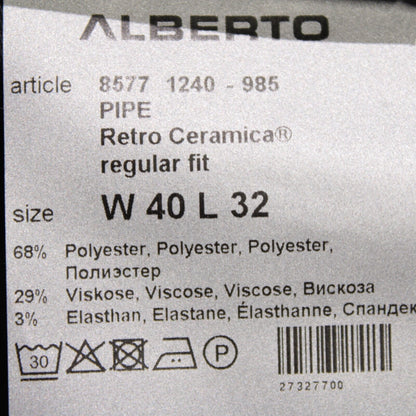 ALBERTO
article 8577 1240 - 985
PIPE
Retro Ceramica®
regular fit
size W 40 L 32
68% Polyester, Polyester, Polyester,
Полиэстер
29% Viskose, Viscose, Viscose, Вискоза
3% Elasthan, Elastane, Élasthanne, Спандек
30 P
27327700